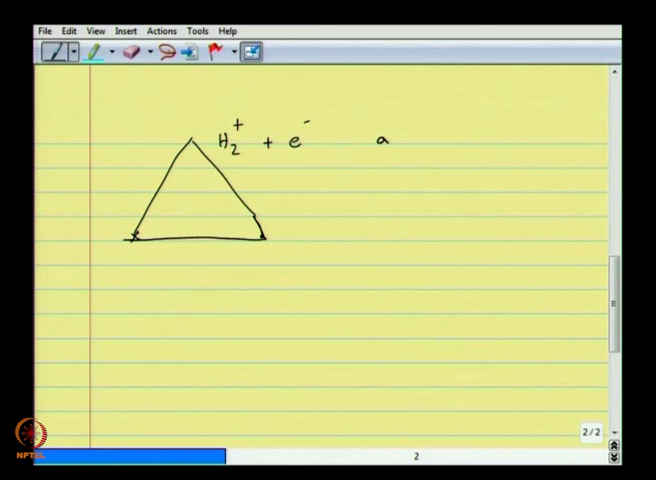 File Edit View Insert Actions Tools Help
H₂⁺ + e⁻ a
2/2
NPTEL
2